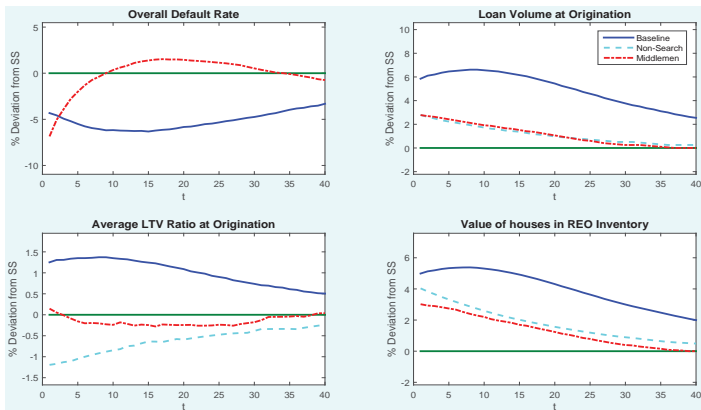 Overall Default Rate
% Deviation from SS
5
0
-5
-10
0 5 10 15 20 25 30 35 40
t
Loan Volume at Origination
% Deviation from SS
10
8
6
4
2
0
-2
Baseline
Non-Search
Middlemen
0 5 10 15 20 25 30 35 40
t
Average LTV Ratio at Origination
% Deviation from SS
1.5
1
0.5
0
-0.5
-1
-1.5
0 5 10 15 20 25 30 35 40
t
Value of houses in REO Inventory
% Deviation from SS
6
4
2
0
-2
0 5 10 15 20 25 30 35 40
t